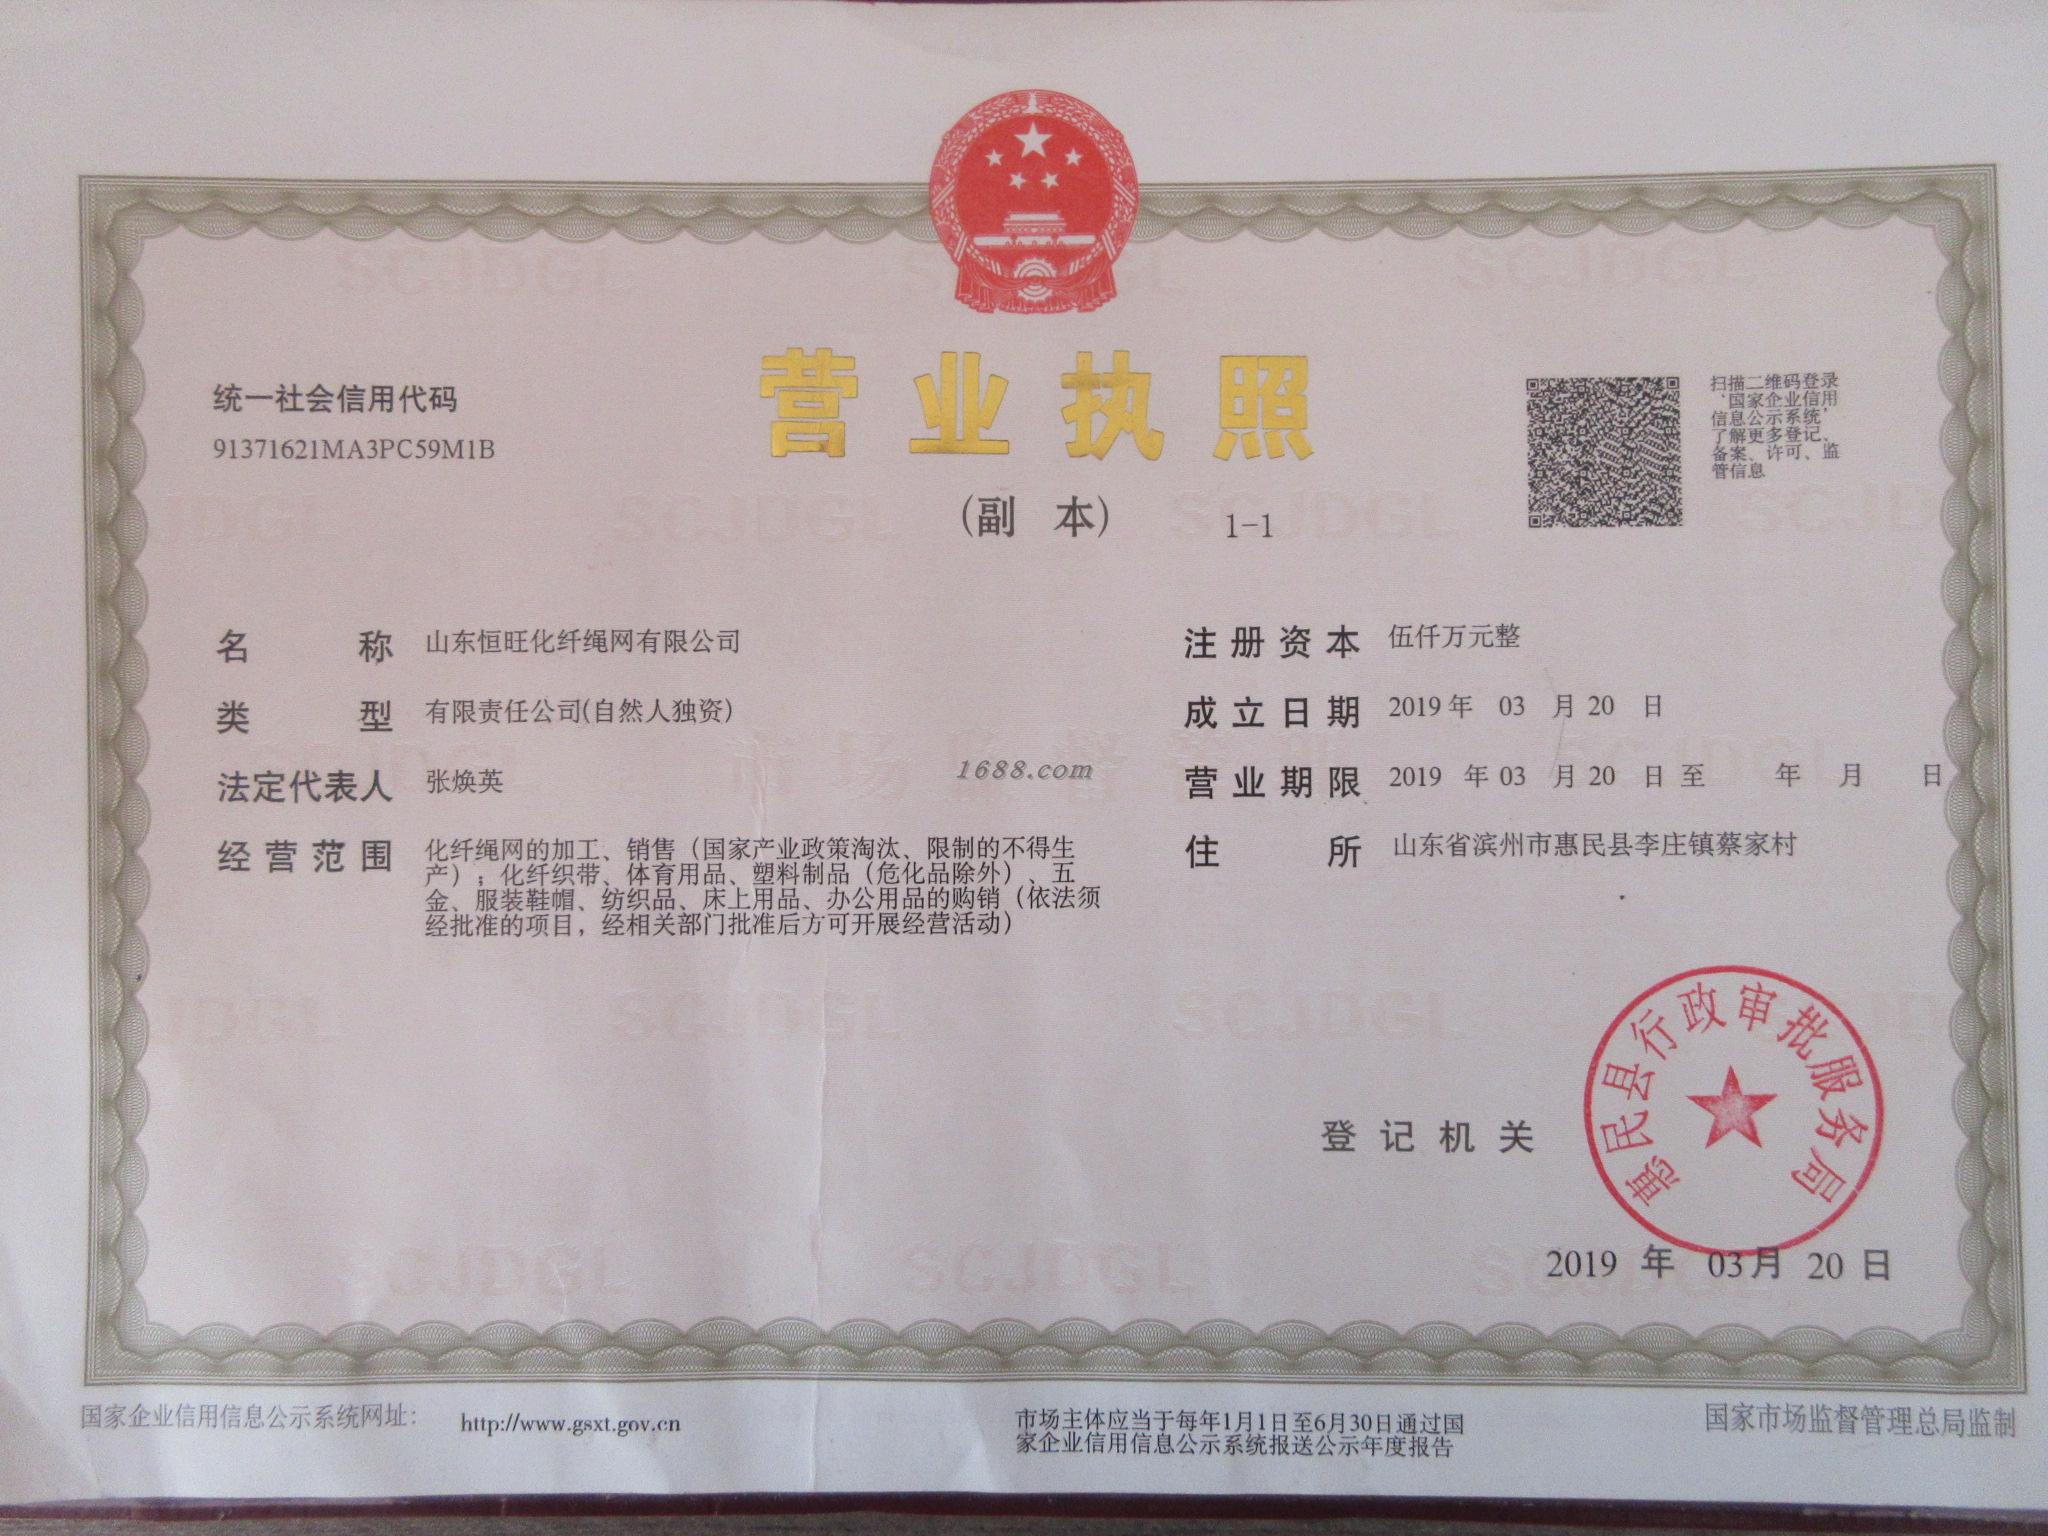 营业执照
(副 本) 1-1
统一社会信用代码
91371621MA3PC59M1B
扫描二维码登录
‘国家企业信用
信息公示系统’
了解更多登记、
备案、许可、监
管信息
名 称 山东恒旺化纤绳网有限公司
类 型 有限责任公司(自然人独资)
法定代表人 张焕英
经营范围 化纤绳网的加工、销售（国家产业政策淘汰、限制的不得生
产）；化纤织带、体育用品、塑料制品（危化品除外）、五
金、服装鞋帽、纺织品、床上用品、办公用品的购销（依法须
经批准的项目，经相关部门批准后方可开展经营活动）
注册资本 伍仟万元整
成立日期 2019 年 03 月 20 日
营业期限 2019 年 03 月 20 日 至 年 月 日
住 所 山东省滨州市惠民县李庄镇蔡家村
1688.com
登记机关
惠民县行政审批服务局
2019 年 03 月 20 日
国家企业信用信息公示系统网址： http://www.gsxt.gov.cn
市场主体应当于每年1月1日至6月30日通过国
家企业信用信息公示系统报送公示年度报告
国家市场监督管理总局监制
SCJDGL